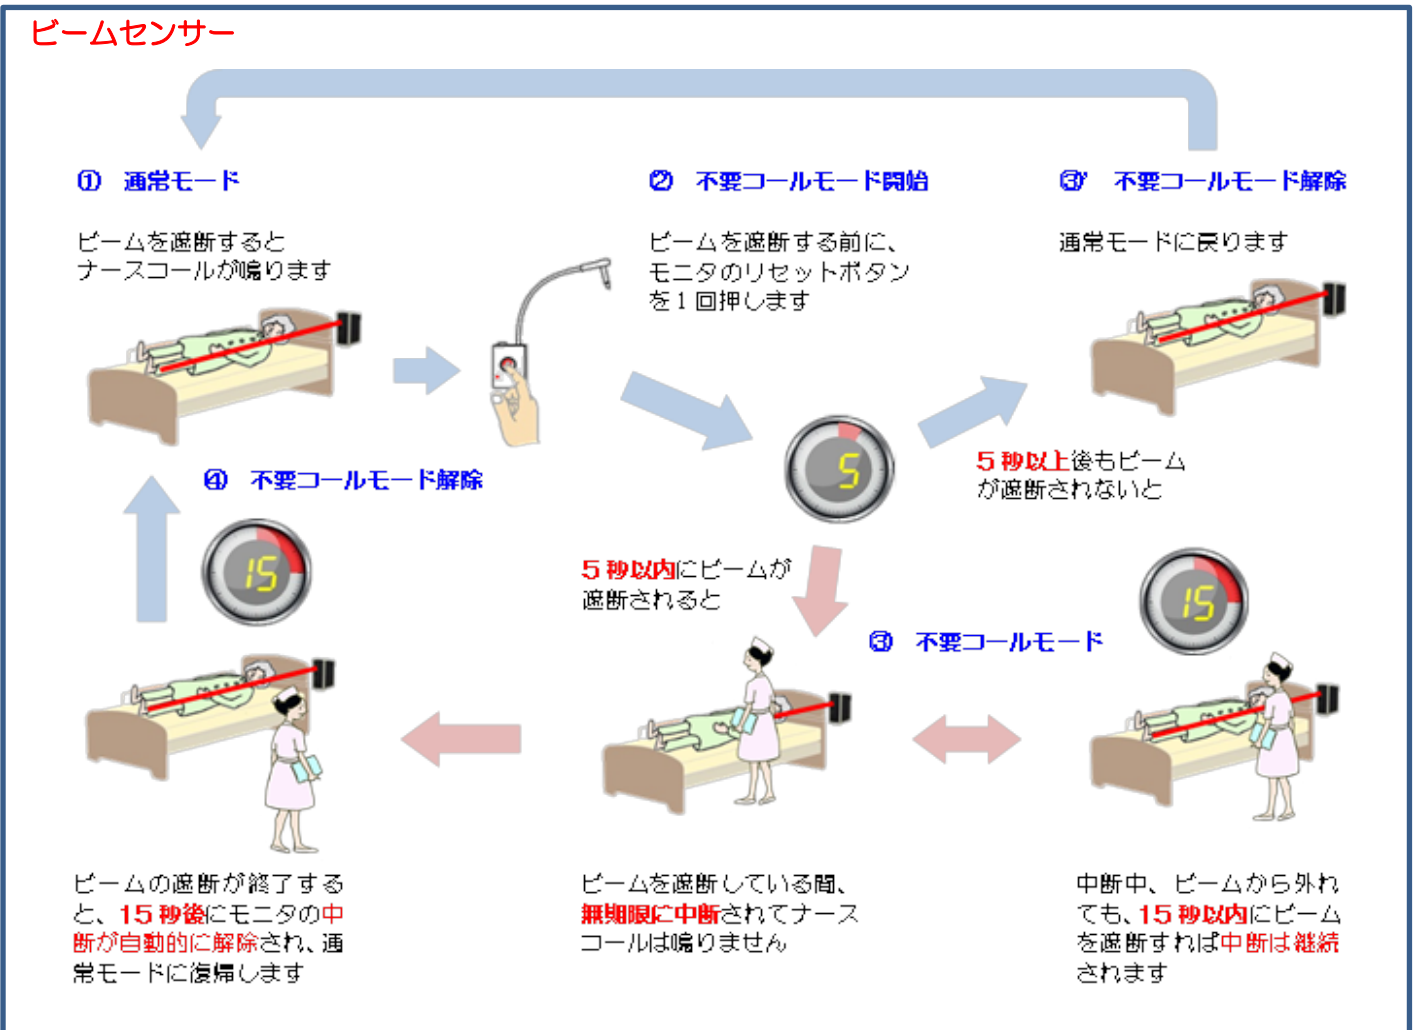 ビームセンサー
① 通常モード
ビームを遮断すると
ナースコールが鳴ります
② 不要コールモード開始
ビームを遮断する前に、
モニタのリセットボタン
を1回押します
③' 不要コールモード解除
通常モードに戻ります
5
5秒以上後もビーム
が遮断されないと
5秒以内にビームが
遮断されると
④ 不要コールモード解除
15
③ 不要コールモード
15
ビームの遮断が終了する
と、15秒後にモニタの中
断が自動的に解除され、通
常モードに復帰します
ビームを遮断している間、
無期限に中断されてナース
コールは鳴りません
中断中、ビームから外れ
ても、15秒以内にビーム
を遮断すれば中断は継続
されます